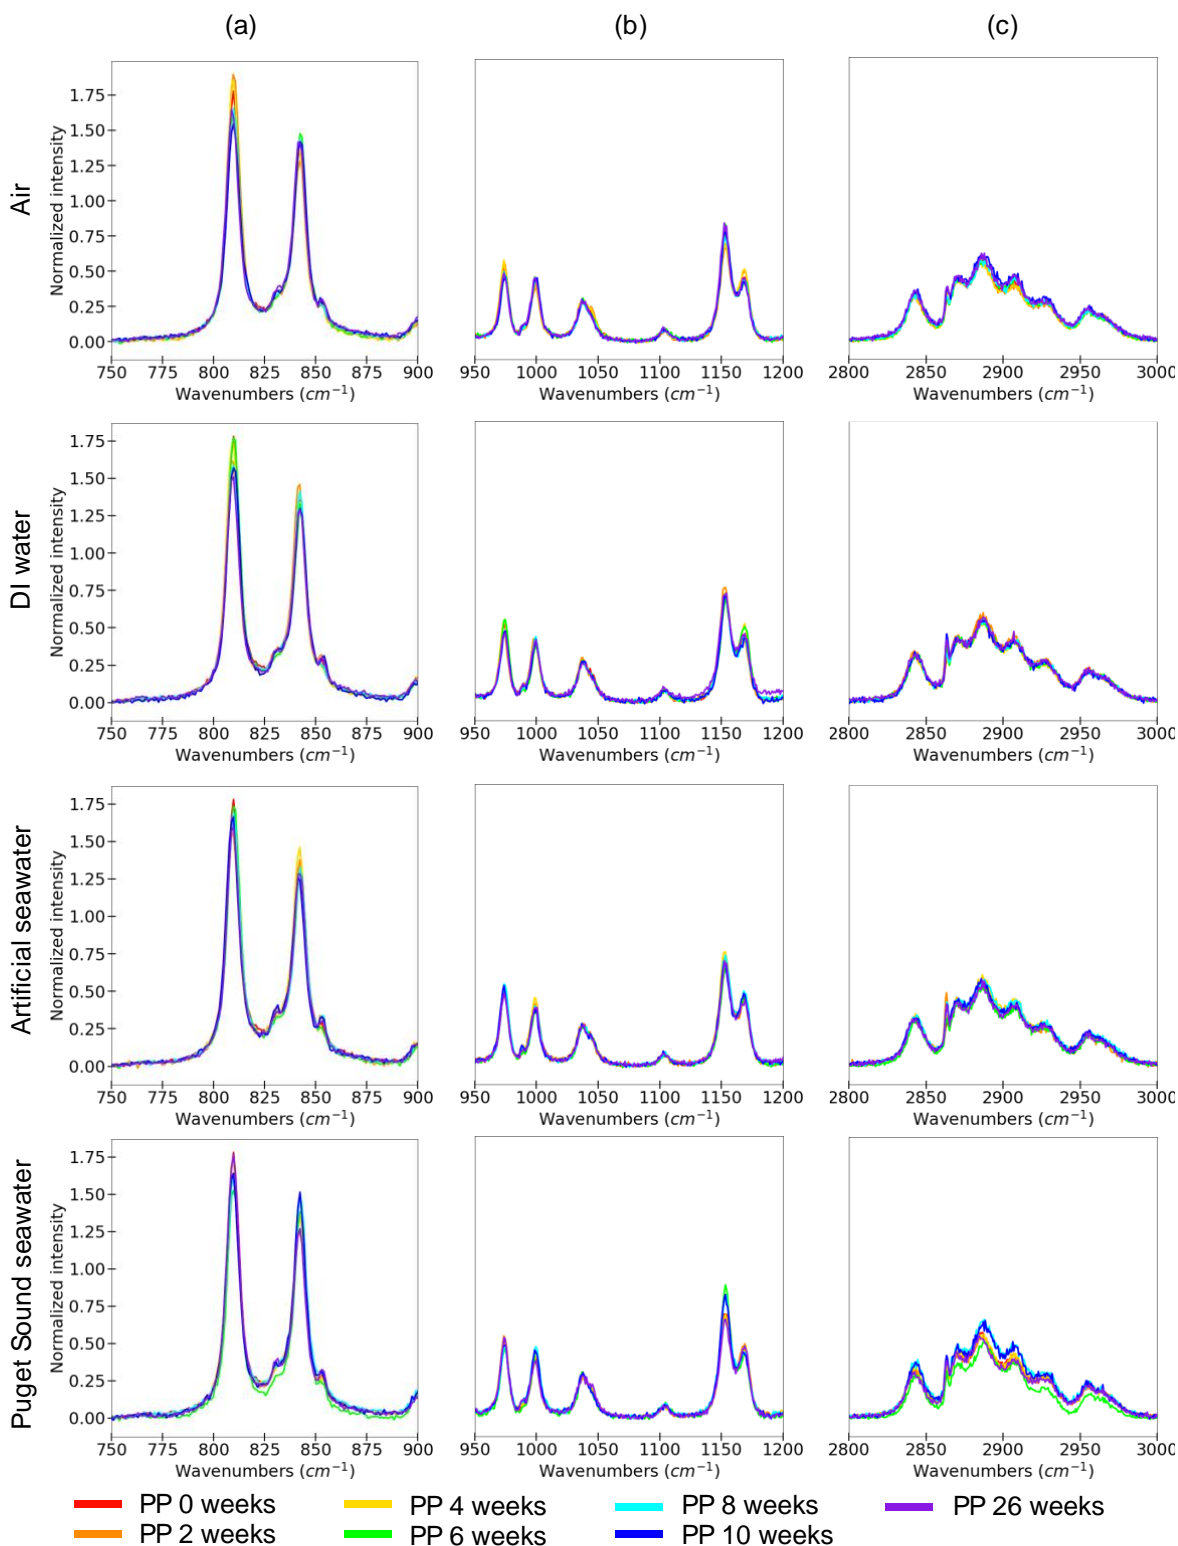 (a) (b) (c)
Air
Normalized intensity
1.75
1.50
1.25
1.00
0.75
0.50
0.25
0.00
750 775 800 825 850 875 900
950 1000 1050 1100 1150 1200
2800 2850 2900 2950 3000
Wavenumbers (cm⁻¹) Wavenumbers (cm⁻¹) Wavenumbers (cm⁻¹)
DI water
Normalized intensity
1.75
1.50
1.25
1.00
0.75
0.50
0.25
0.00
750 775 800 825 850 875 900
950 1000 1050 1100 1150 1200
2800 2850 2900 2950 3000
Wavenumbers (cm⁻¹) Wavenumbers (cm⁻¹) Wavenumbers (cm⁻¹)
Artificial seawater
Normalized intensity
1.75
1.50
1.25
1.00
0.75
0.50
0.25
0.00
750 775 800 825 850 875 900
950 1000 1050 1100 1150 1200
2800 2850 2900 2950 3000
Wavenumbers (cm⁻¹) Wavenumbers (cm⁻¹) Wavenumbers (cm⁻¹)
Puget Sound seawater
Normalized intensity
1.75
1.50
1.25
1.00
0.75
0.50
0.25
0.00
750 775 800 825 850 875 900
950 1000 1050 1100 1150 1200
2800 2850 2900 2950 3000
Wavenumbers (cm⁻¹) Wavenumbers (cm⁻¹) Wavenumbers (cm⁻¹)
PP 0 weeks PP 4 weeks PP 8 weeks PP 26 weeks
PP 2 weeks PP 6 weeks PP 10 weeks